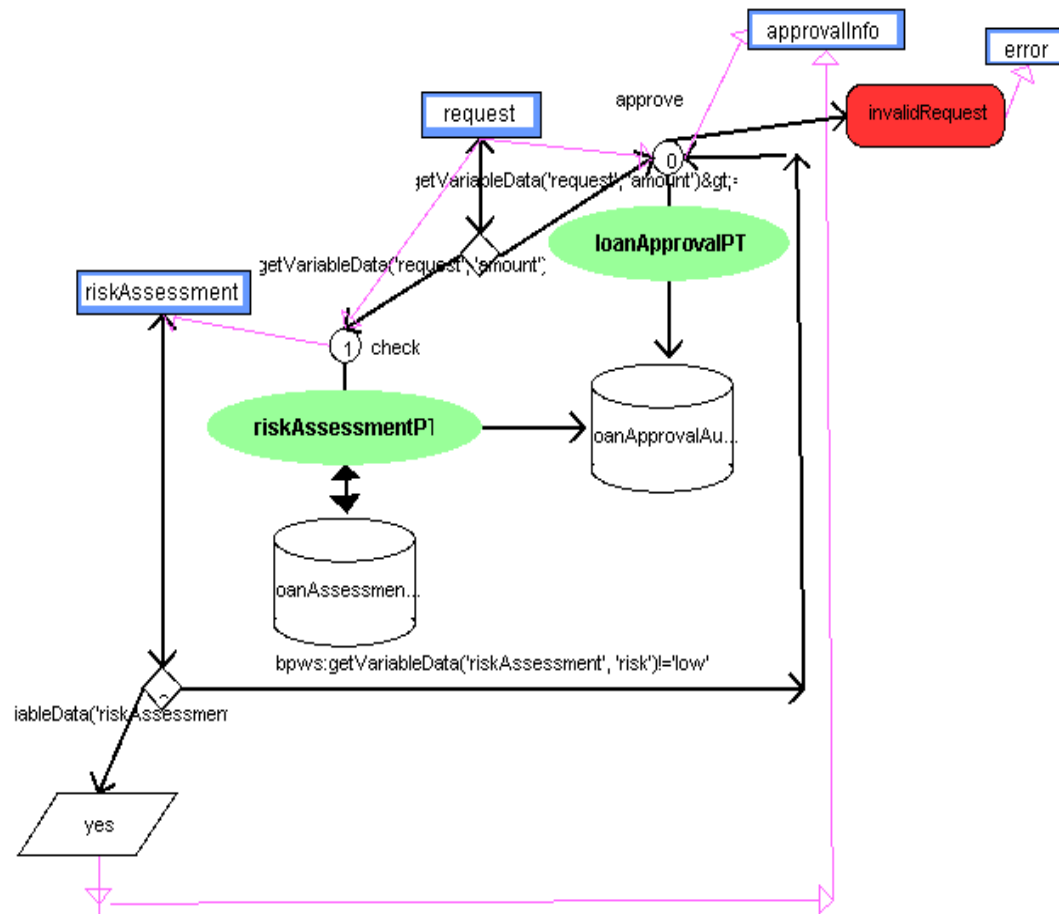 approvalInfo
error
approve
request
invalidRequest
0
getVariableData('request', 'amount')&gt;=
loanApprovalPT
getVariableData('request', 'amount')
riskAssessment
1
check
riskAssessmentPT
oanApprovalAu...
oanAssessmen...
bpws:getVariableData('riskAssessment', 'risk')!='low'
iableData('riskAssessmen
yes